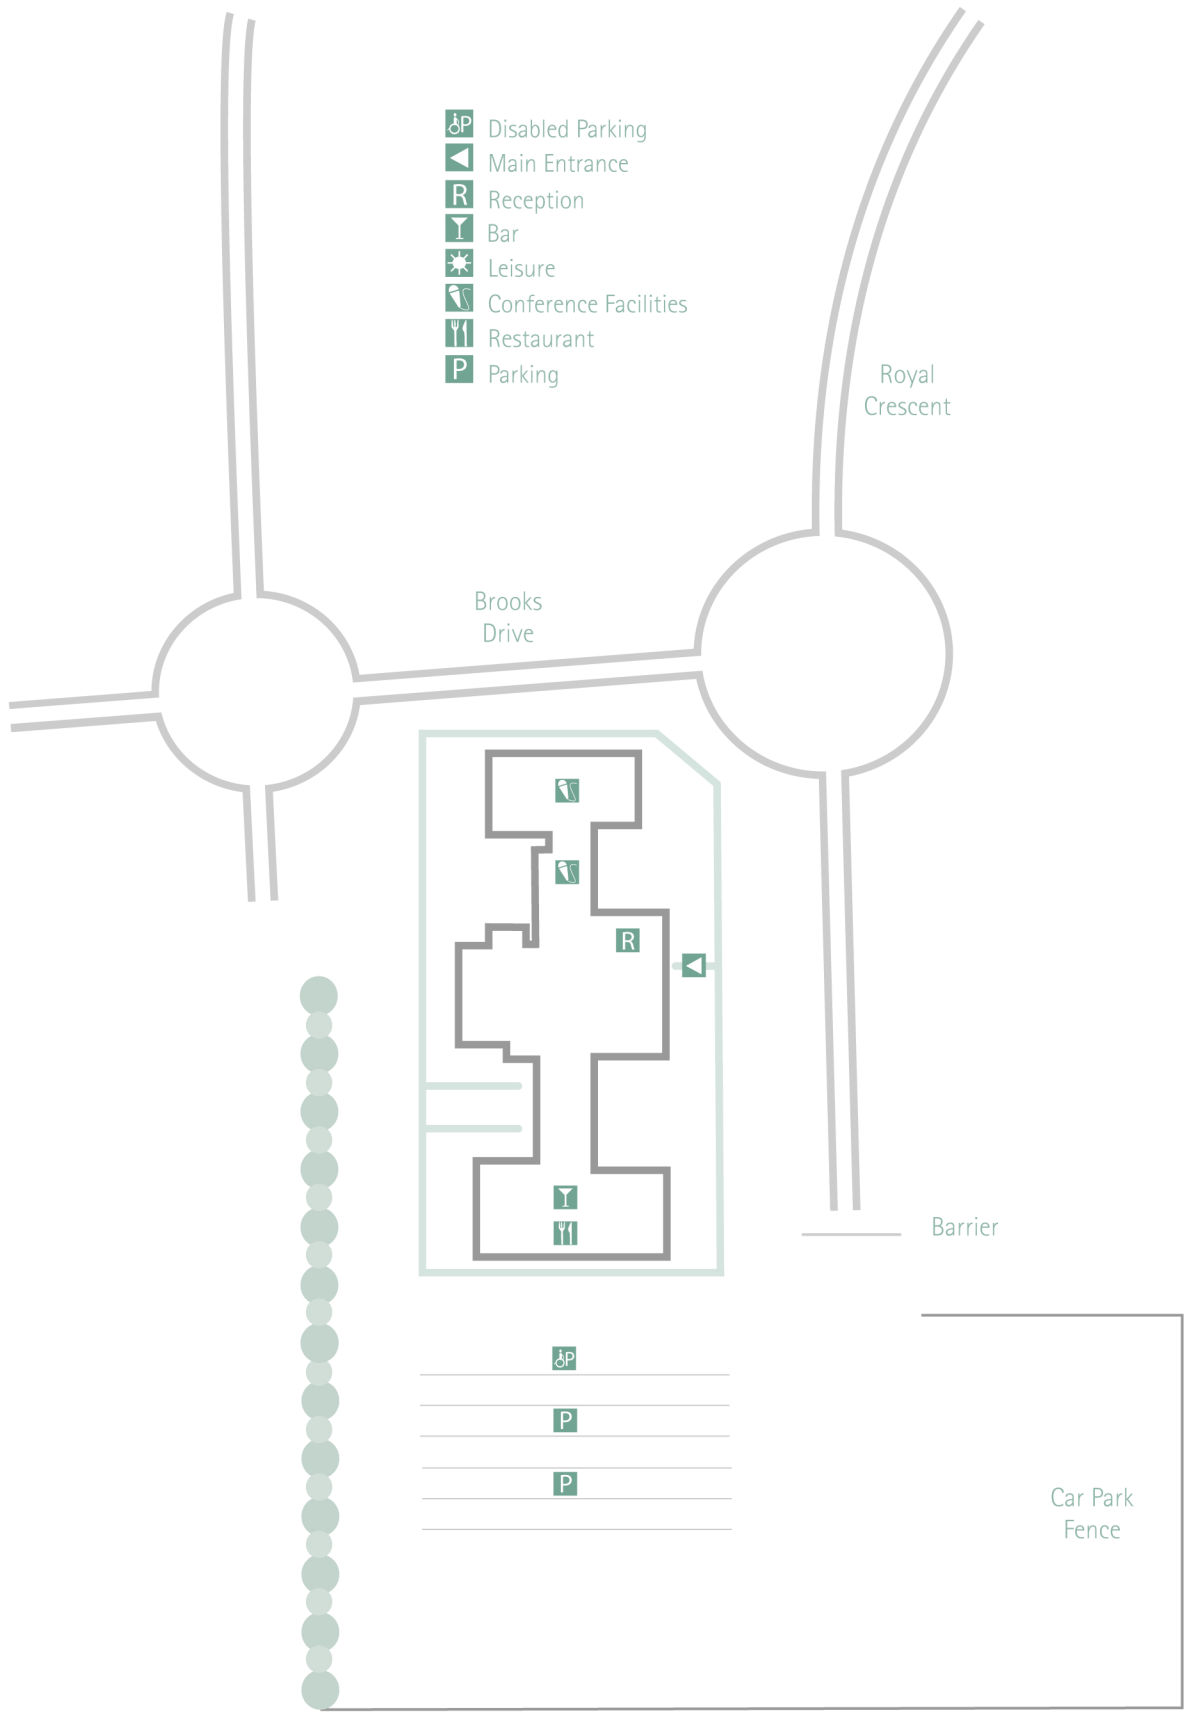 P Disabled Parking
Main Entrance
R Reception
Bar
Leisure
Conference Facilities
Restaurant
P Parking
Royal
Crescent
Brooks
Drive
R
Barrier
P
P
P
Car Park
Fence